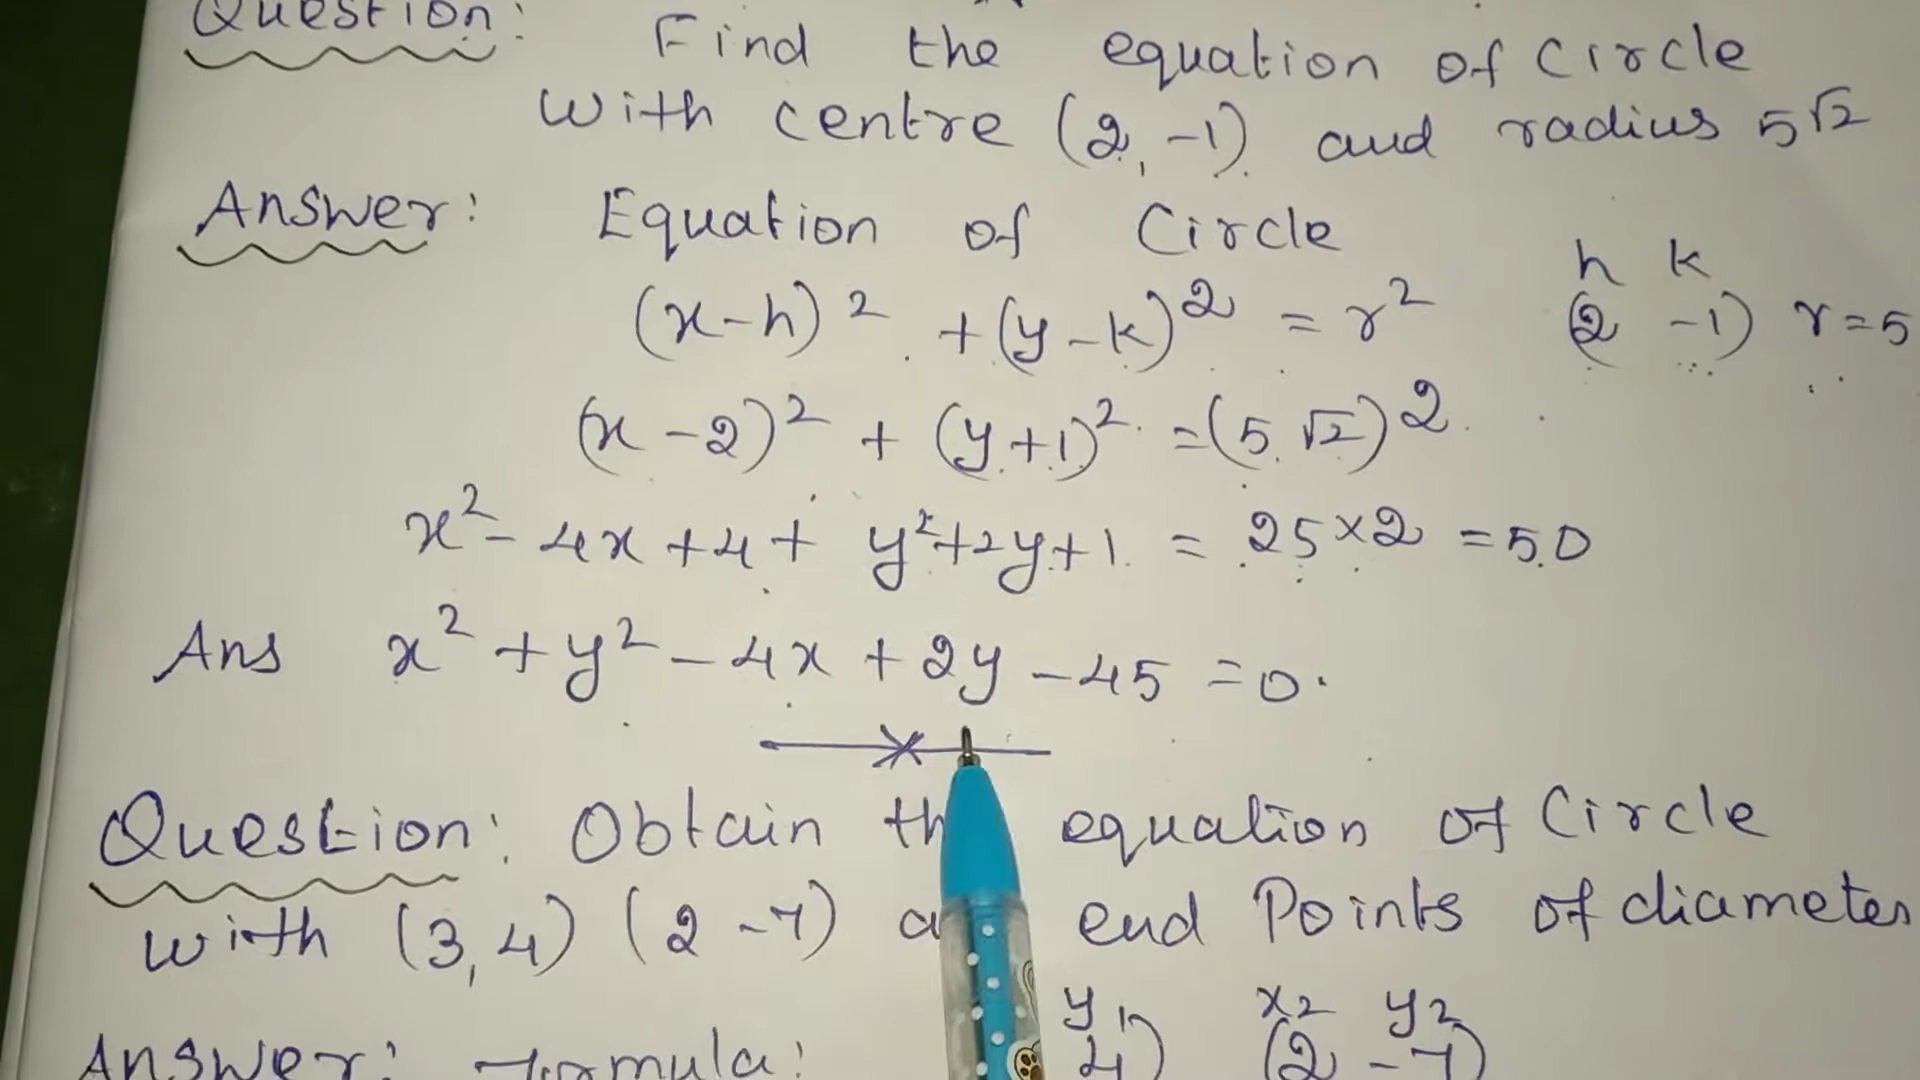 Question: Find the equation of Circle
with centre (2, -1) and radius 5√2
Answer: Equation of Circle
h k
(x-h)² + (y-k)² = r² (2 -1) r=5
(x-2)² + (y+1)² = (5√2)²
x² - 4x + 4 + y² + 2y + 1 = 25×2 = 50
Ans x² + y² - 4x + 2y - 45 = 0.
Question: Obtain equation of Circle
with (3,4) (2 -7) end Points of diameter
y₁ x₂ y₂
Answer: formula: 4) (2 -7)